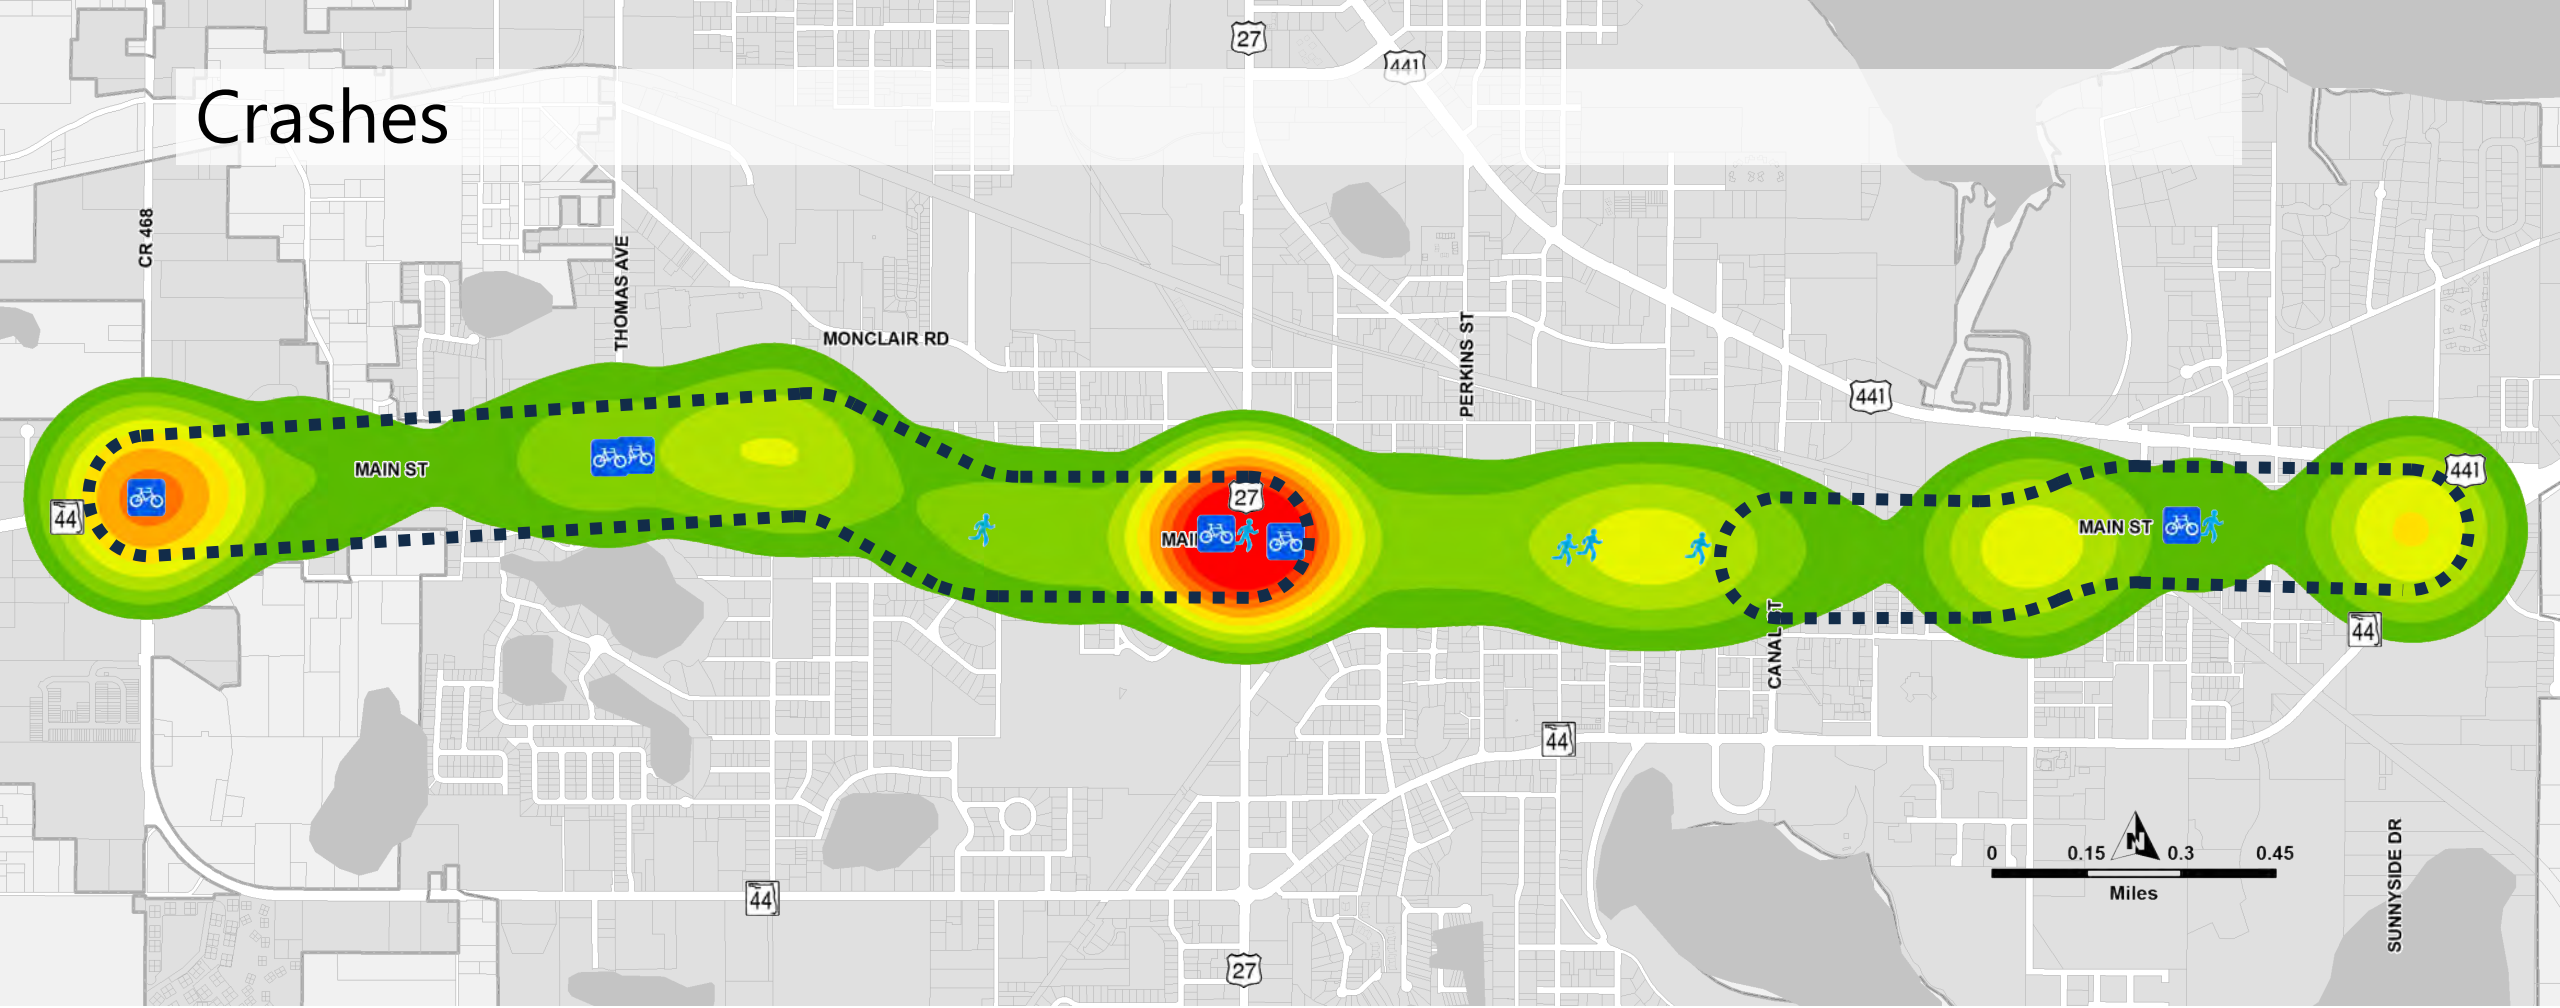 27
441
Crashes
CR 468
THOMAS AVE
MONCLAIR RD
PERKINS ST
441
MAIN ST
441
27
44
MAI
MAIN ST
44
CANAL ST
44
N
0 0.15 0.3 0.45
Miles
44
SUNNYSIDE DR
27